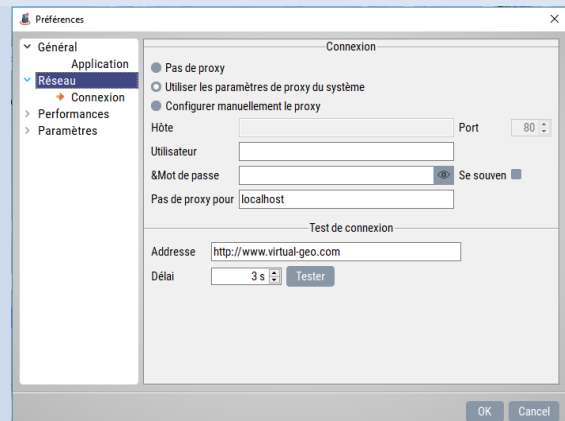 Préférences
Général
Application
Réseau
Connexion
Performances
Paramètres
Connexion
Pas de proxy
Utiliser les paramètres de proxy du système
Configurer manuellement le proxy
Hôte
Port 80
Utilisateur
&Mot de passe
Se souven
Pas de proxy pour localhost
Test de connexion
Addresse http://www.virtual-geo.com
Délai 3 s Tester
OK Cancel